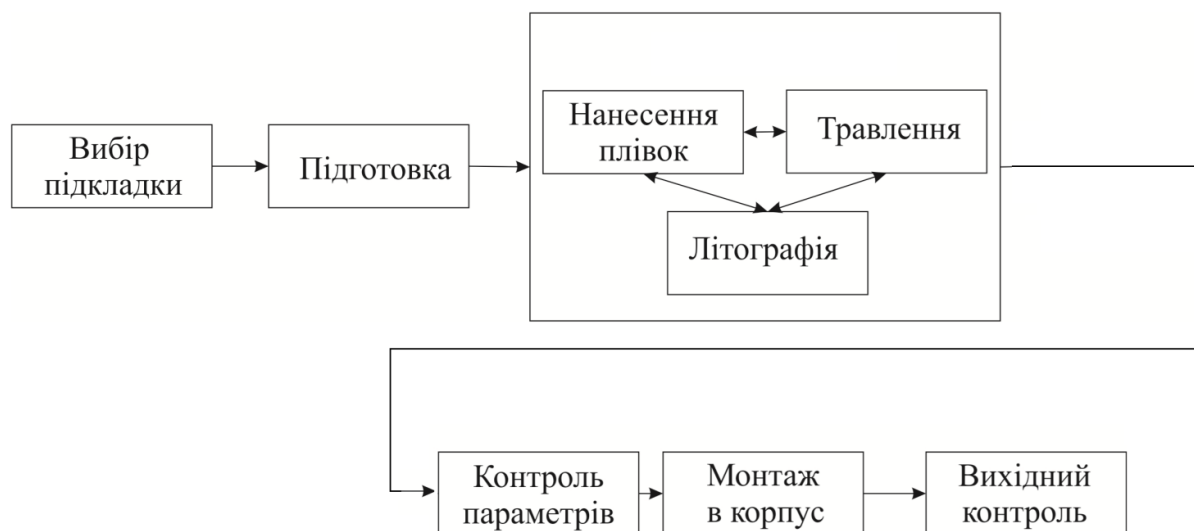 Вибір
підкладки
Підготовка
Нанесення
плівок
Травлення
Літографія
Контроль
параметрів
Монтаж
в корпус
Вихідний
контроль